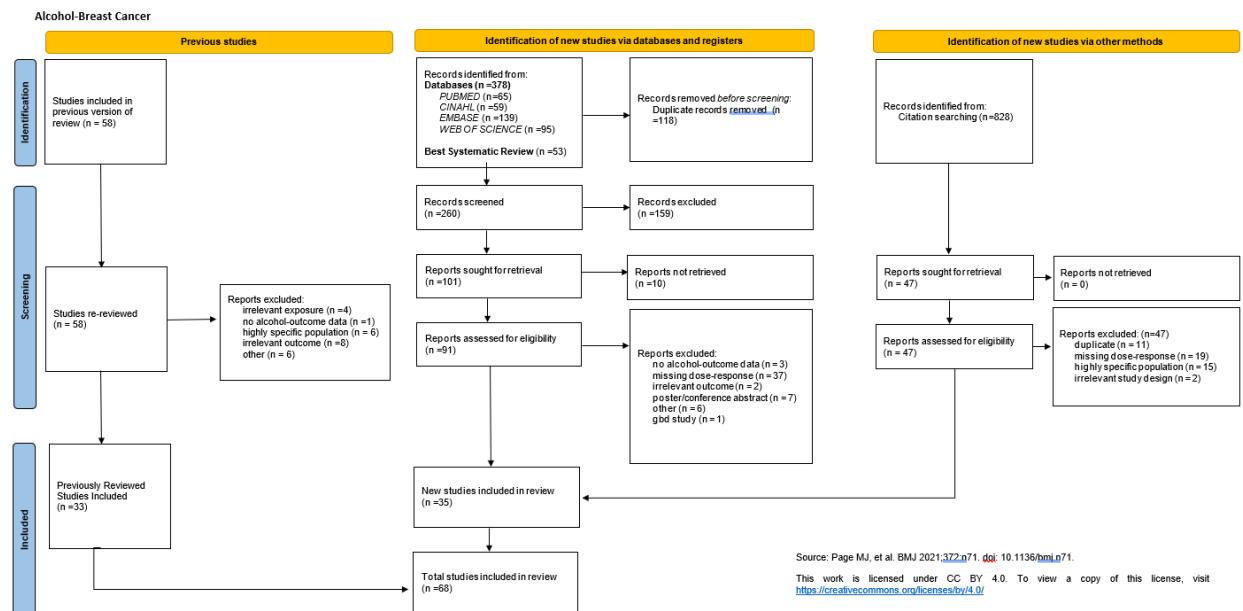 Alcohol-Breast Cancer
Previous studies
Identification of new studies via databases and registers
Identification of new studies via other methods
Identification
Studies included in
previous version of
review (n = 58)
Records identified from:
Databases (n =378)
PUBMED (n=65)
CINAHL (n=59)
EMBASE (n=139)
WEB OF SCIENCE (n=95)
Best Systematic Review (n =53)
Records removed before screening:
Duplicate records removed (n
=118)
Records identified from:
Citation searching (n=828)
Screening
Records screened
(n =260)
Records excluded
(n =159)
Reports sought for retrieval
(n =101)
Reports not retrieved
(n =10)
Reports sought for retrieval
(n = 47)
Reports not retrieved
(n = 0)
Studies re-reviewed
(n = 58)
Reports excluded:
irrelevant exposure (n =4)
no alcohol-outcome data (n =1)
highly specific population (n = 6)
irrelevant outcome (n =8)
other (n = 6)
Reports assessed for eligibility
(n =91)
Reports excluded:
no alcohol-outcome data (n = 3)
missing dose-response (n = 37)
irrelevant outcome (n = 2)
poster/conference abstract (n = 7)
other (n = 6)
gbd study (n = 1)
Reports assessed for eligibility
(n = 47)
Reports excluded: (n=47)
duplicate (n = 11)
missing dose-response (n = 19)
highly specific population (n = 15)
irrelevant study design (n = 2)
Included
Previously Reviewed
Studies Included
(n =33)
New studies included in review
(n =35)
Total studies included in review
(n =68)
Source: Page MJ, et al. BMJ 2021;372:n71. doi: 10.1136/bmj.n71.
This work is licensed under CC BY 4.0. To view a copy of this license, visit
https://creativecommons.org/licenses/by/4.0/